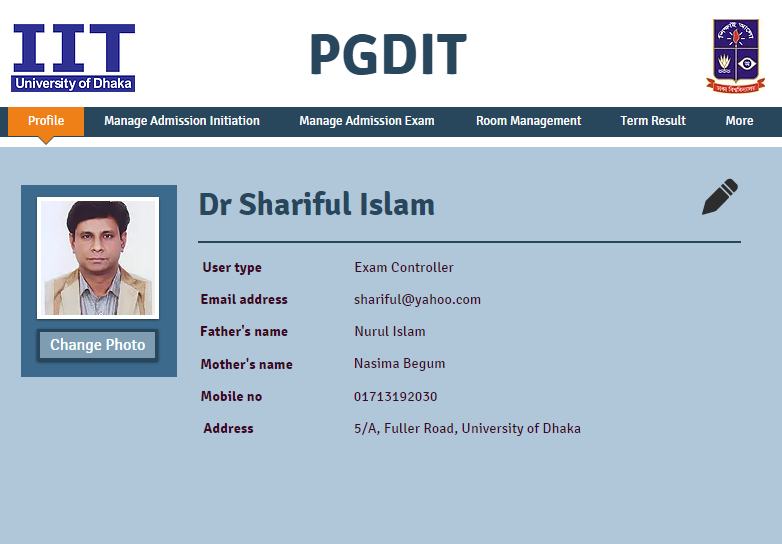 IIT
University of Dhaka
PGDIT
শিক্ষাই আলো
ঢাকা বিশ্ববিদ্যালয়
Profile
Manage Admission Initiation
Manage Admission Exam
Room Management
Term Result
More
Dr Shariful Islam
Change Photo
User type Exam Controller
Email address shariful@yahoo.com
Father's name Nurul Islam
Mother's name Nasima Begum
Mobile no 01713192030
Address 5/A, Fuller Road, University of Dhaka